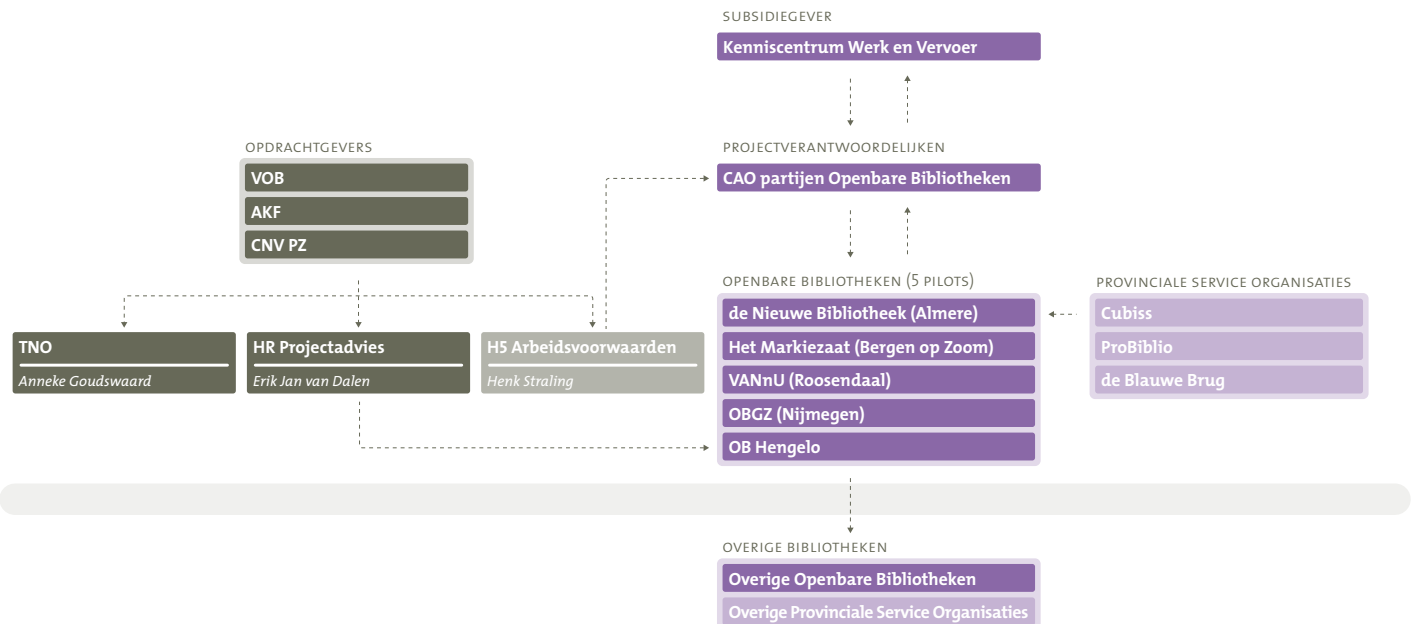 SUBSIDIEGEVER
Kenniscentrum Werk en Vervoer
OPDRACHTGEVERS
VOB
AKF
CNV PZ
PROJECTVERANTWOORDELIJKEN
CAO partijen Openbare Bibliotheken
TNO
Anneke Goudswaard
HR Projectadvies
Erik Jan van Dalen
H5 Arbeidsvoorwaarden
Henk Straling
OPENBARE BIBLIOTHEKEN (5 PILOTS)
de Nieuwe Bibliotheek (Almere)
Het Markiezaat (Bergen op Zoom)
VANnU (Roosendaal)
OBGZ (Nijmegen)
OB Hengelo
PROVINCIALE SERVICE ORGANISATIES
Cubiss
ProBiblio
de Blauwe Brug
OVERIGE BIBLIOTHEKEN
Overige Openbare Bibliotheken
Overige Provinciale Service Organisaties